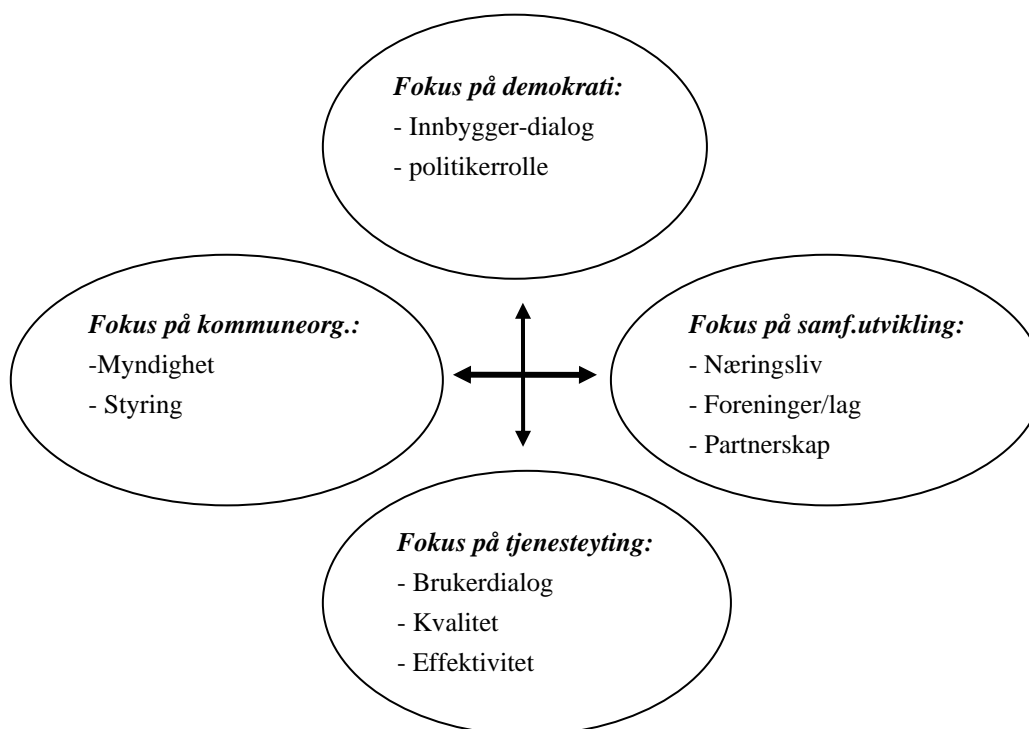 Fokus på demokrati:
- Innbygger-dialog
- politikerrolle
Fokus på kommuneorg.:
-Myndighet
- Styring
Fokus på samf.utvikling:
- Næringsliv
- Foreninger/lag
- Partnerskap
Fokus på tjenesteyting:
- Brukerdialog
- Kvalitet
- Effektivitet